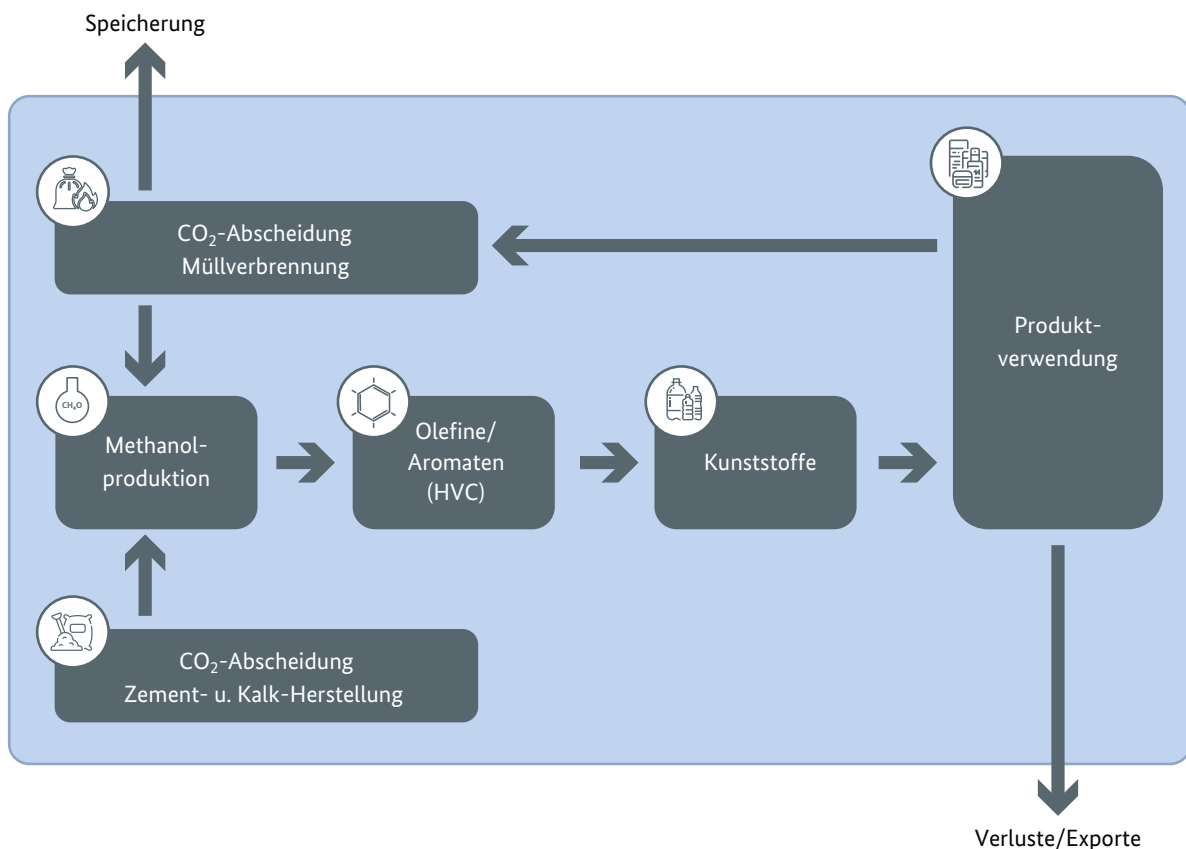 Speicherung
CO₂-Abscheidung
Müllverbrennung
Produkt-
verwendung
CH₄O
Methanol-
produktion
Olefine/
Aromaten
(HVC)
Kunststoffe
CO₂-Abscheidung
Zement- u. Kalk-Herstellung
Verluste/Exporte